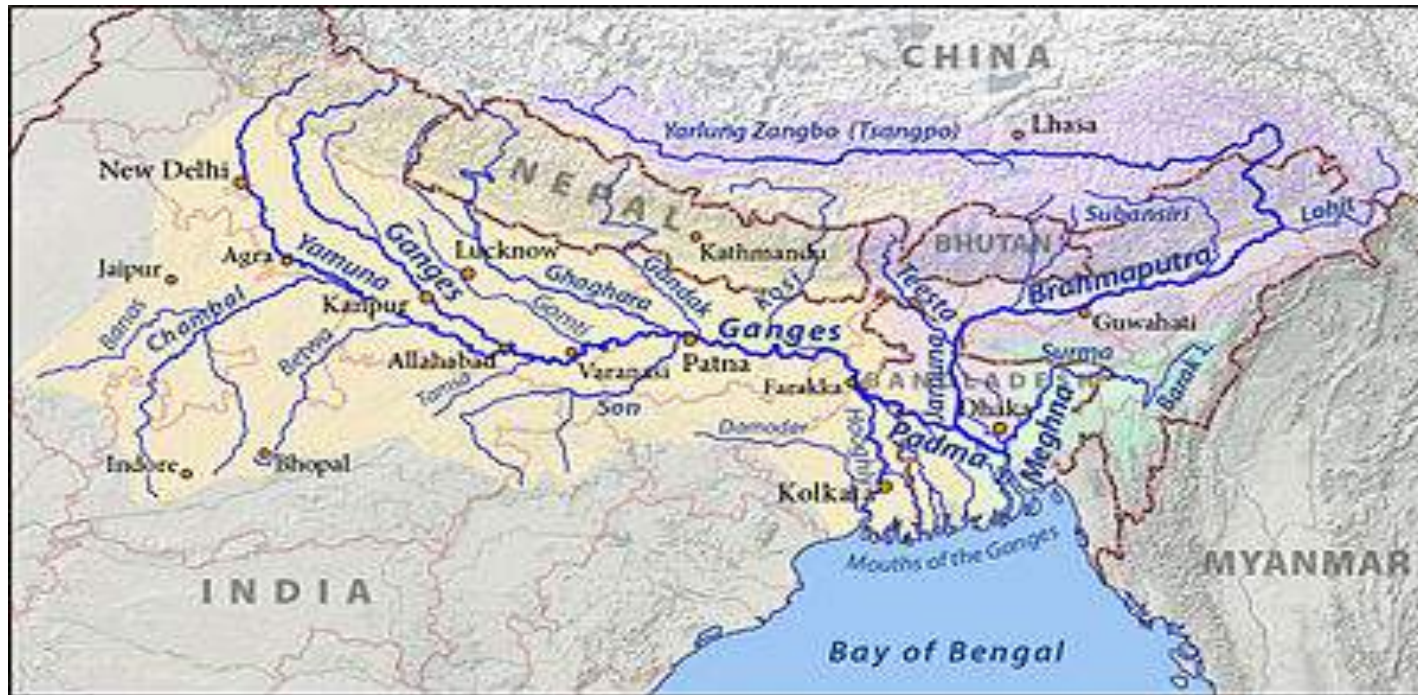 CHINA
Yarlung Zangbo (Tsangpo)
Lhasa
New Delhi
NEPAL
Subansiri
Lohit
BHUTAN
Kathmandu
Lucknow
Yamuna
Ganges
Agra
Jaipur
Teesta
Brahmaputra
Ghaghara
Gandak
Kosi
Kanpur
Chambal
Banas
Gomti
Ganges
Guwahati
Betwa
Allahabad
Varanasi
Patna
Surma
Barak
Tamsa
Farakka
BANGLADESH
Jamuna
Son
Dhaka
Damodar
Hooghly
Padma
Meghna
Indore
Bhopal
Kolkata
Mouths of the Ganges
INDIA
MYANMAR
Bay of Bengal